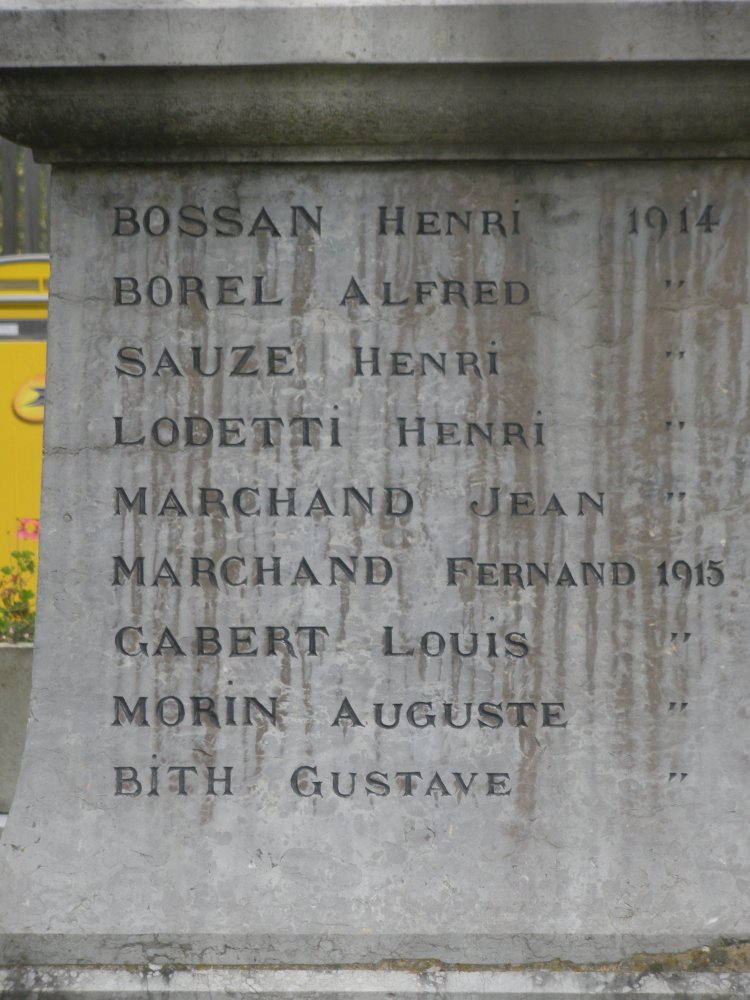 BOSSAN HENRi 1914
BOREL ALFRED "
SAUZE HENRi "
LODETTi HENRi "
MARCHAND JEAN "
MARCHAND FERNAND 1915
GABERT LOUiS "
MORiN AUGUSTE "
BiTH GUSTAVE "